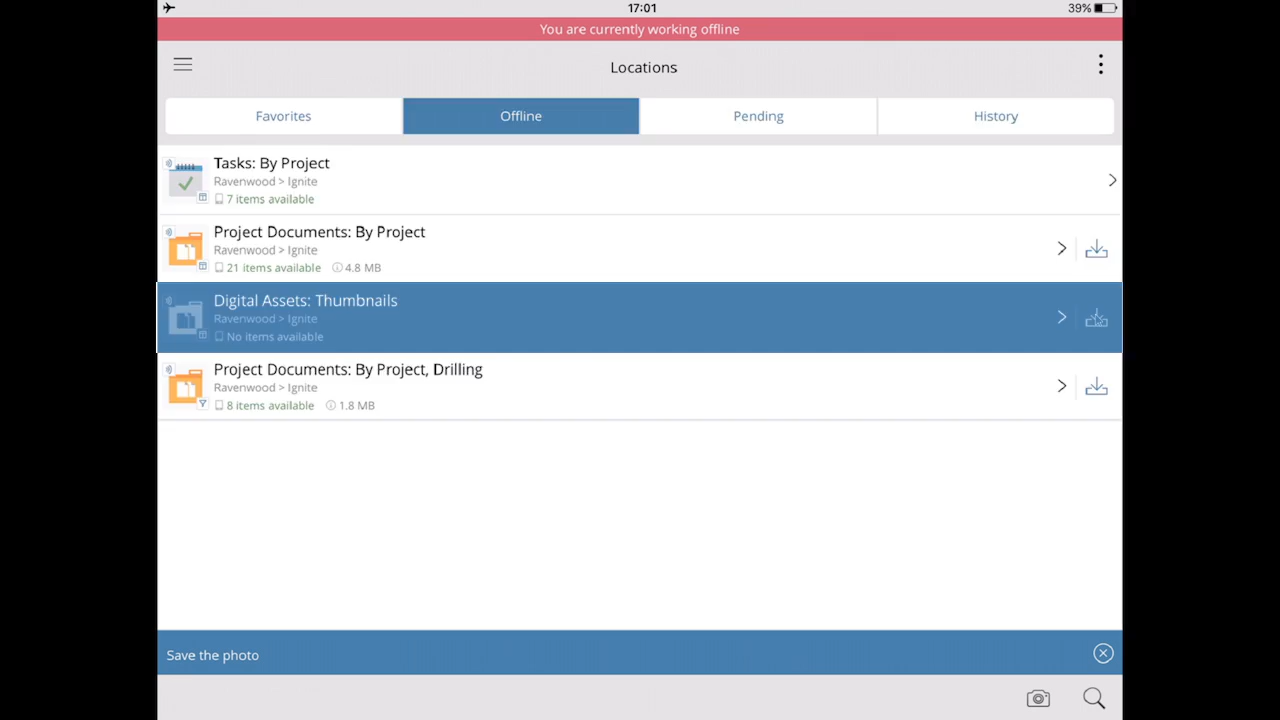 17:01
39%
You are currently working offline
Locations
Favorites
Offline
Pending
History
Tasks: By Project
Ravenwood > Ignite
7 items available
Project Documents: By Project
Ravenwood > Ignite
21 items available 4.8 MB
Digital Assets: Thumbnails
Ravenwood > Ignite
No items available
Project Documents: By Project, Drilling
Ravenwood > Ignite
8 items available 1.8 MB
Save the photo